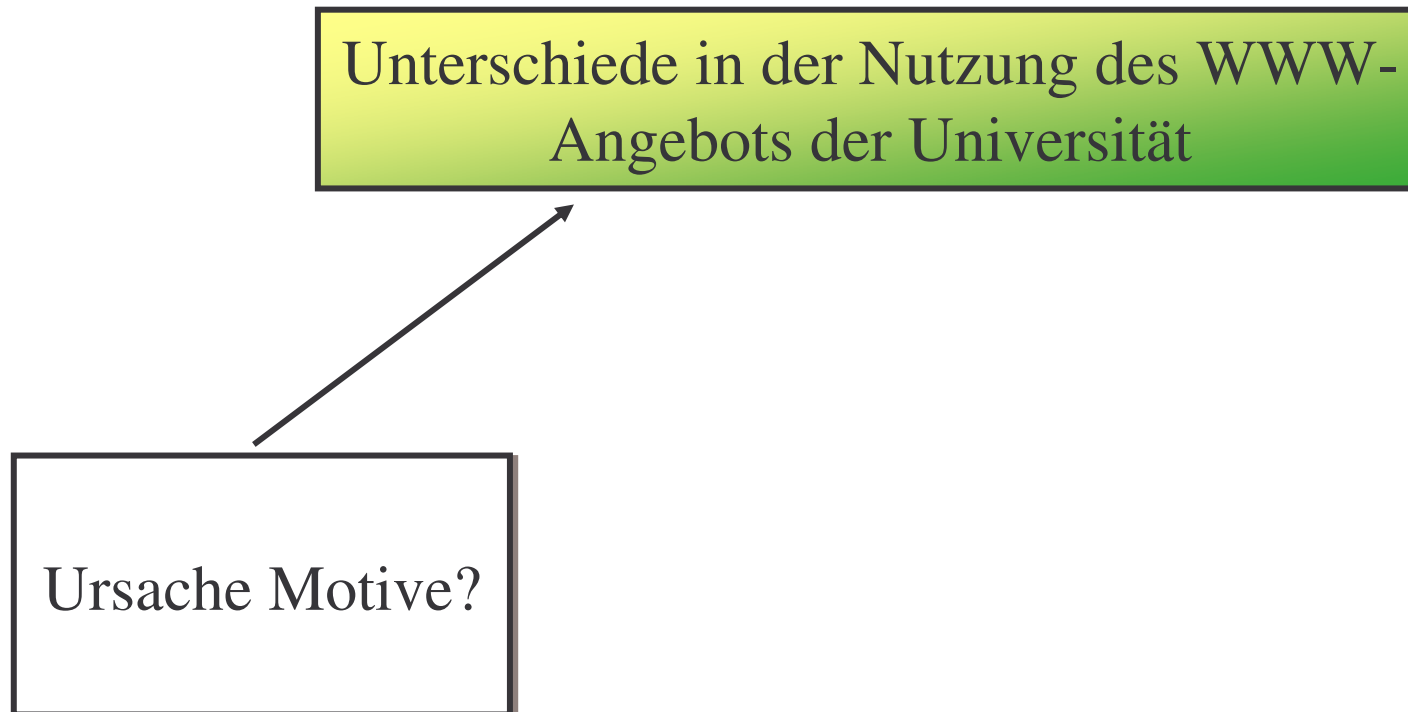 Unterschiede in der Nutzung des WWW-
Angebots der Universität
Ursache Motive?